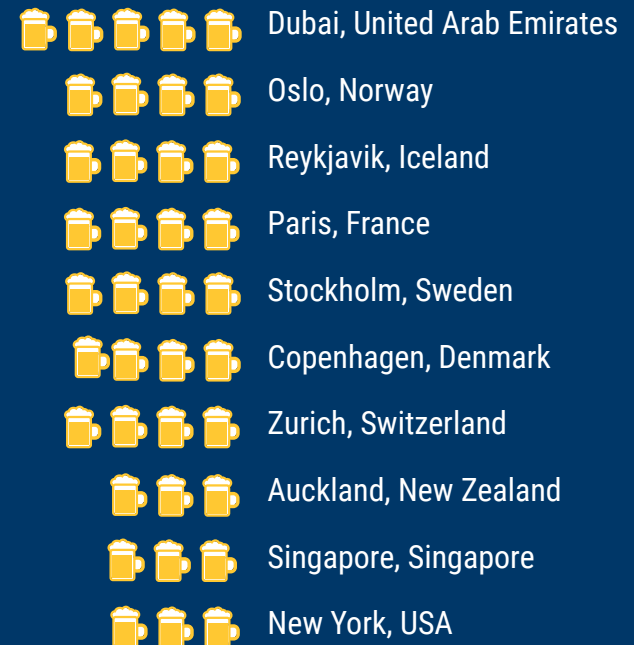 Dubai, United Arab Emirates
Oslo, Norway
Reykjavik, Iceland
Paris, France
Stockholm, Sweden
Copenhagen, Denmark
Zurich, Switzerland
Auckland, New Zealand
Singapore, Singapore
New York, USA